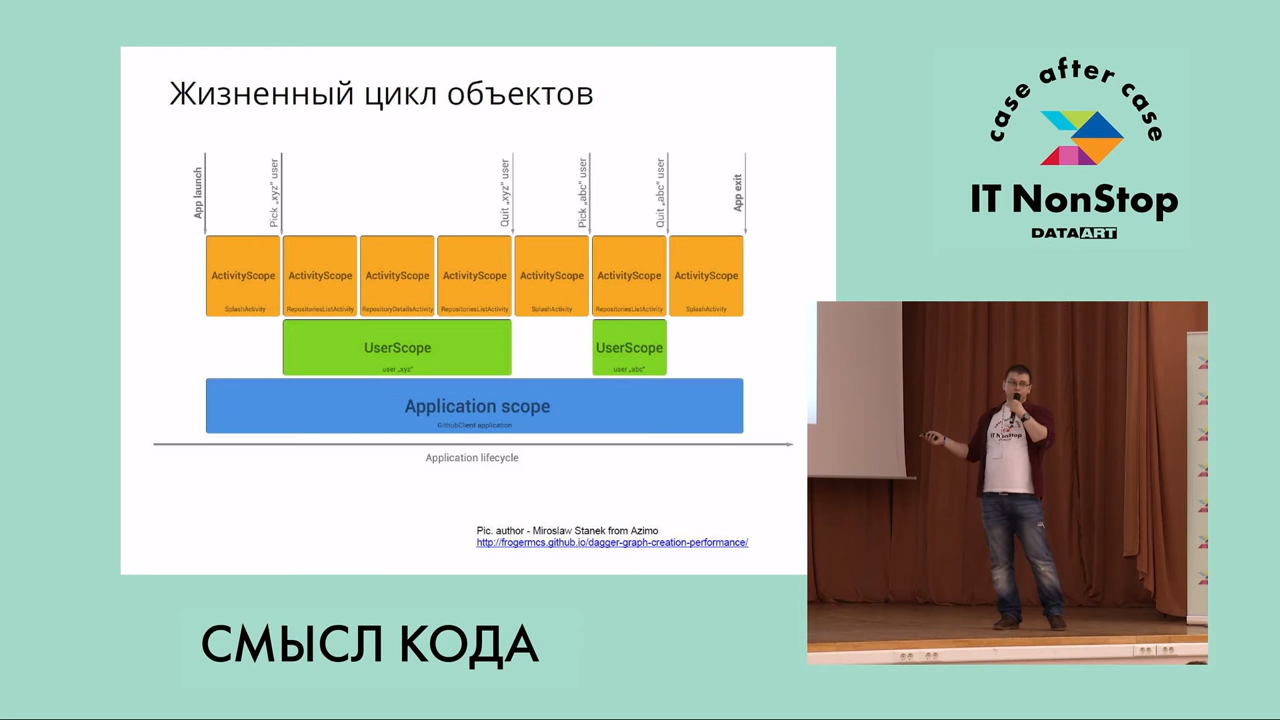 Жизненный цикл объектов
App launch
Pick „xyz" user
Quit „xyz" user
Pick „abc" user
Quit „abc" user
App exit
ActivityScope
SplashActivity
ActivityScope
RepositoriesListActivity
ActivityScope
RepositoryDetailsActivity
ActivityScope
RepositoriesListActivity
ActivityScope
SplashActivity
ActivityScope
RepositoriesListActivity
ActivityScope
SplashActivity
UserScope
user „xyz"
UserScope
user „abc"
Application scope
GithubClient application
Application lifecycle
Pic. author - Miroslaw Stanek from Azimo
http://frogermcs.github.io/dagger-graph-creation-performance/
case after case
IT NonStop
DATAART
IT NonStop
СМЫСЛ КОДА